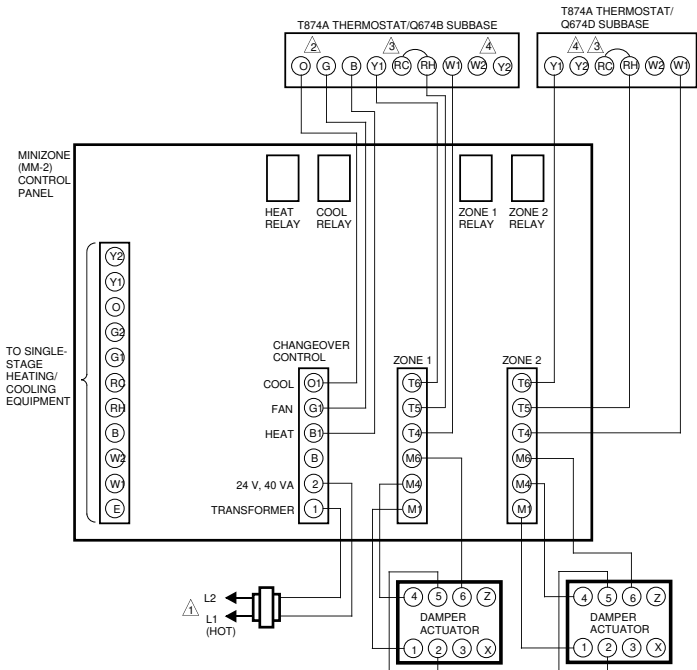 T874A THERMOSTAT/Q674B SUBBASE
T874A THERMOSTAT/
Q674D SUBBASE
2 3 4
O G B Y1 RC RH W1 W2 Y2
4 3
Y1 Y2 RC RH W2 W1
MINIZONE
(MM-2)
CONTROL
PANEL
HEAT
RELAY
COOL
RELAY
ZONE 1
RELAY
ZONE 2
RELAY
TO SINGLE-
STAGE
HEATING/
COOLING
EQUIPMENT
Y2
Y1
O
G2
G1
RC
RH
B
W2
W1
E
CHANGEOVER
CONTROL
COOL O1
FAN G1
HEAT B1
B
24 V, 40 VA 2
TRANSFORMER 1
ZONE 1
T6
T5
T4
M6
M4
M1
ZONE 2
T6
T5
T4
M6
M4
M1
1
L2
L1
(HOT)
4 5 6 Z
DAMPER
ACTUATOR
1 2 3 X
4 5 6 Z
DAMPER
ACTUATOR
1 2 3 X